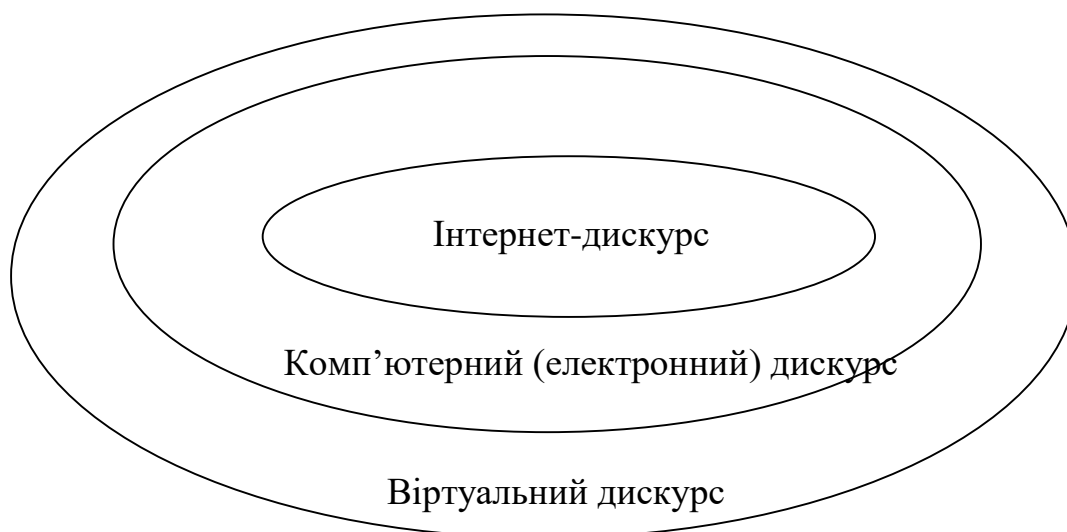 Інтернет-дискурс
Комп’ютерний (електронний) дискурс
Віртуальний дискурс